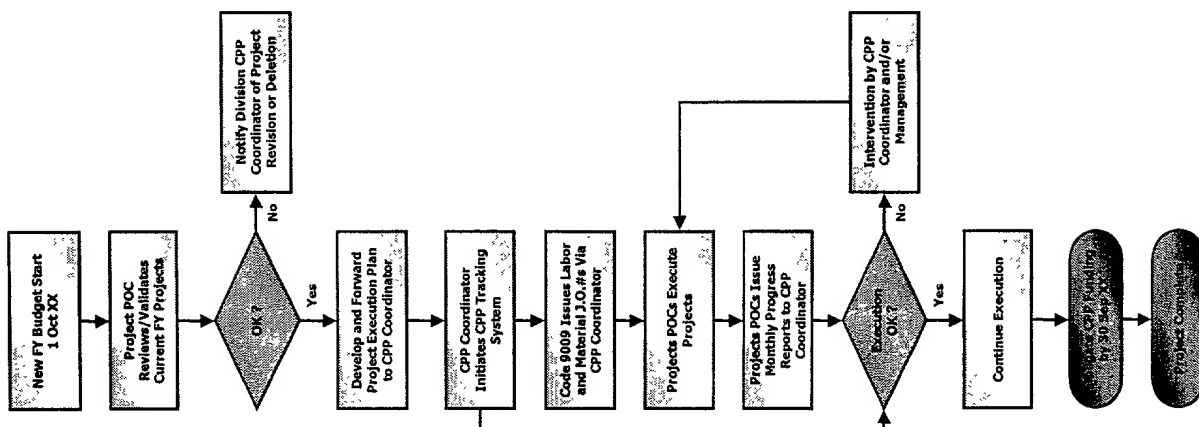 New FY Budget Start
1 Oct XX
Project POC
Reviews/Validates
Current FY Projects
OK ?
No
Notify Division CPP
Coordinator of Project
Revision or Deletion
Yes
Develop and Forward
Project Execution Plan
to CPP Coordinator
CPP Coordinator
Initiates CPP Tracking
System
Code 9009 Issues Labor
and Material J.O.#s Via
CPP Coordinator
Projects POCs Execute
Projects
Projects POCs Issue
Monthly Progress
Reports to CPP
Coordinator
Execution
OK ?
No
Intervention by CPP
Coordinator and/or
Management
Yes
Continue Execution
CPP Funding
by 30 Sep XX
Project Completed